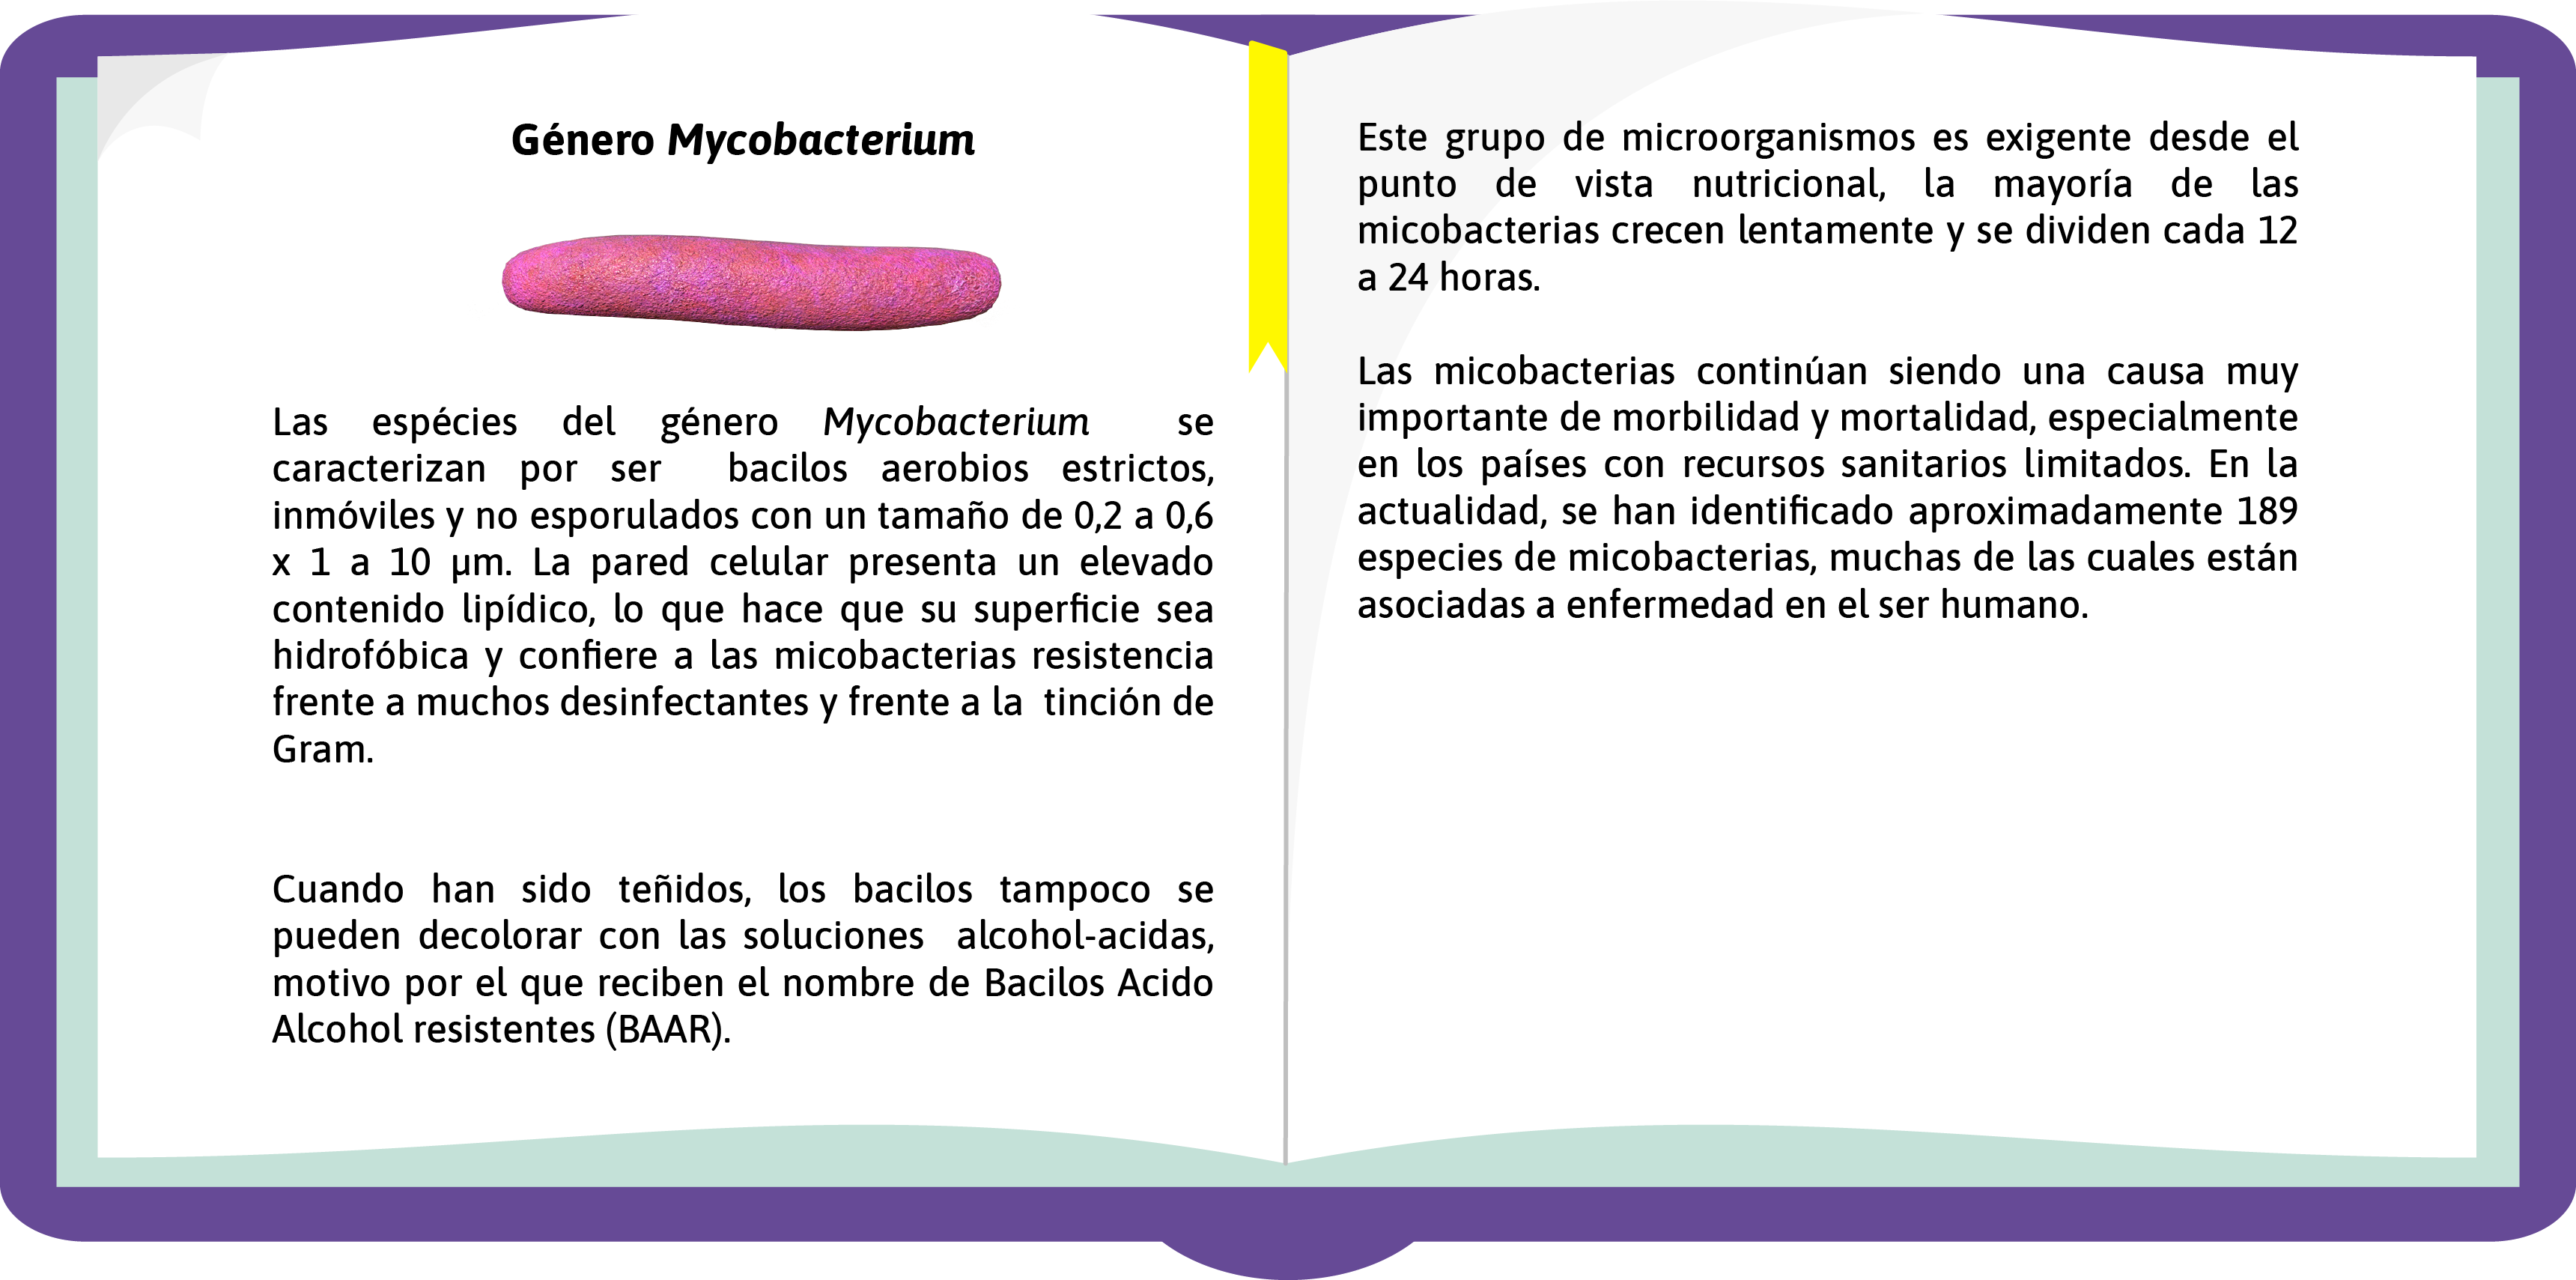 Género Mycobacterium
Las espécies del género Mycobacterium se
caracterizan por ser bacilos aerobios estrictos,
inmóviles y no esporulados con un tamaño de 0,2 a 0,6
x 1 a 10 µm. La pared celular presenta un elevado
contenido lipídico, lo que hace que su superficie sea
hidrofóbica y confiere a las micobacterias resistencia
frente a muchos desinfectantes y frente a la tinción de
Gram.
Cuando han sido teñidos, los bacilos tampoco se
pueden decolorar con las soluciones alcohol-acidas,
motivo por el que reciben el nombre de Bacilos Acido
Alcohol resistentes (BAAR).
Este grupo de microorganismos es exigente desde el
punto de vista nutricional, la mayoría de las
micobacterias crecen lentamente y se dividen cada 12
a 24 horas.
Las micobacterias continúan siendo una causa muy
importante de morbilidad y mortalidad, especialmente
en los países con recursos sanitarios limitados. En la
actualidad, se han identificado aproximadamente 189
especies de micobacterias, muchas de las cuales están
asociadas a enfermedad en el ser humano.